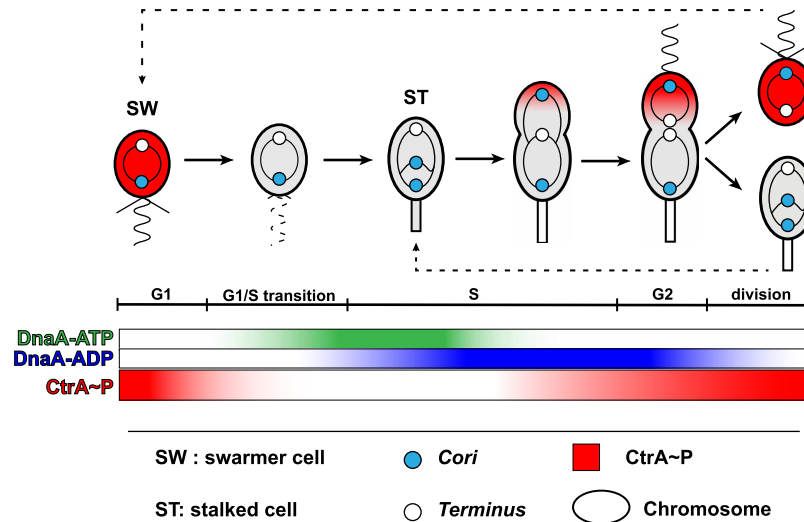 SW
ST
G1
G1/S transition
S
G2
division
DnaA-ATP
DnaA-ADP
CtrA~P
SW : swarmer cell
Cori
CtrA~P
ST: stalked cell
Terminus
Chromosome